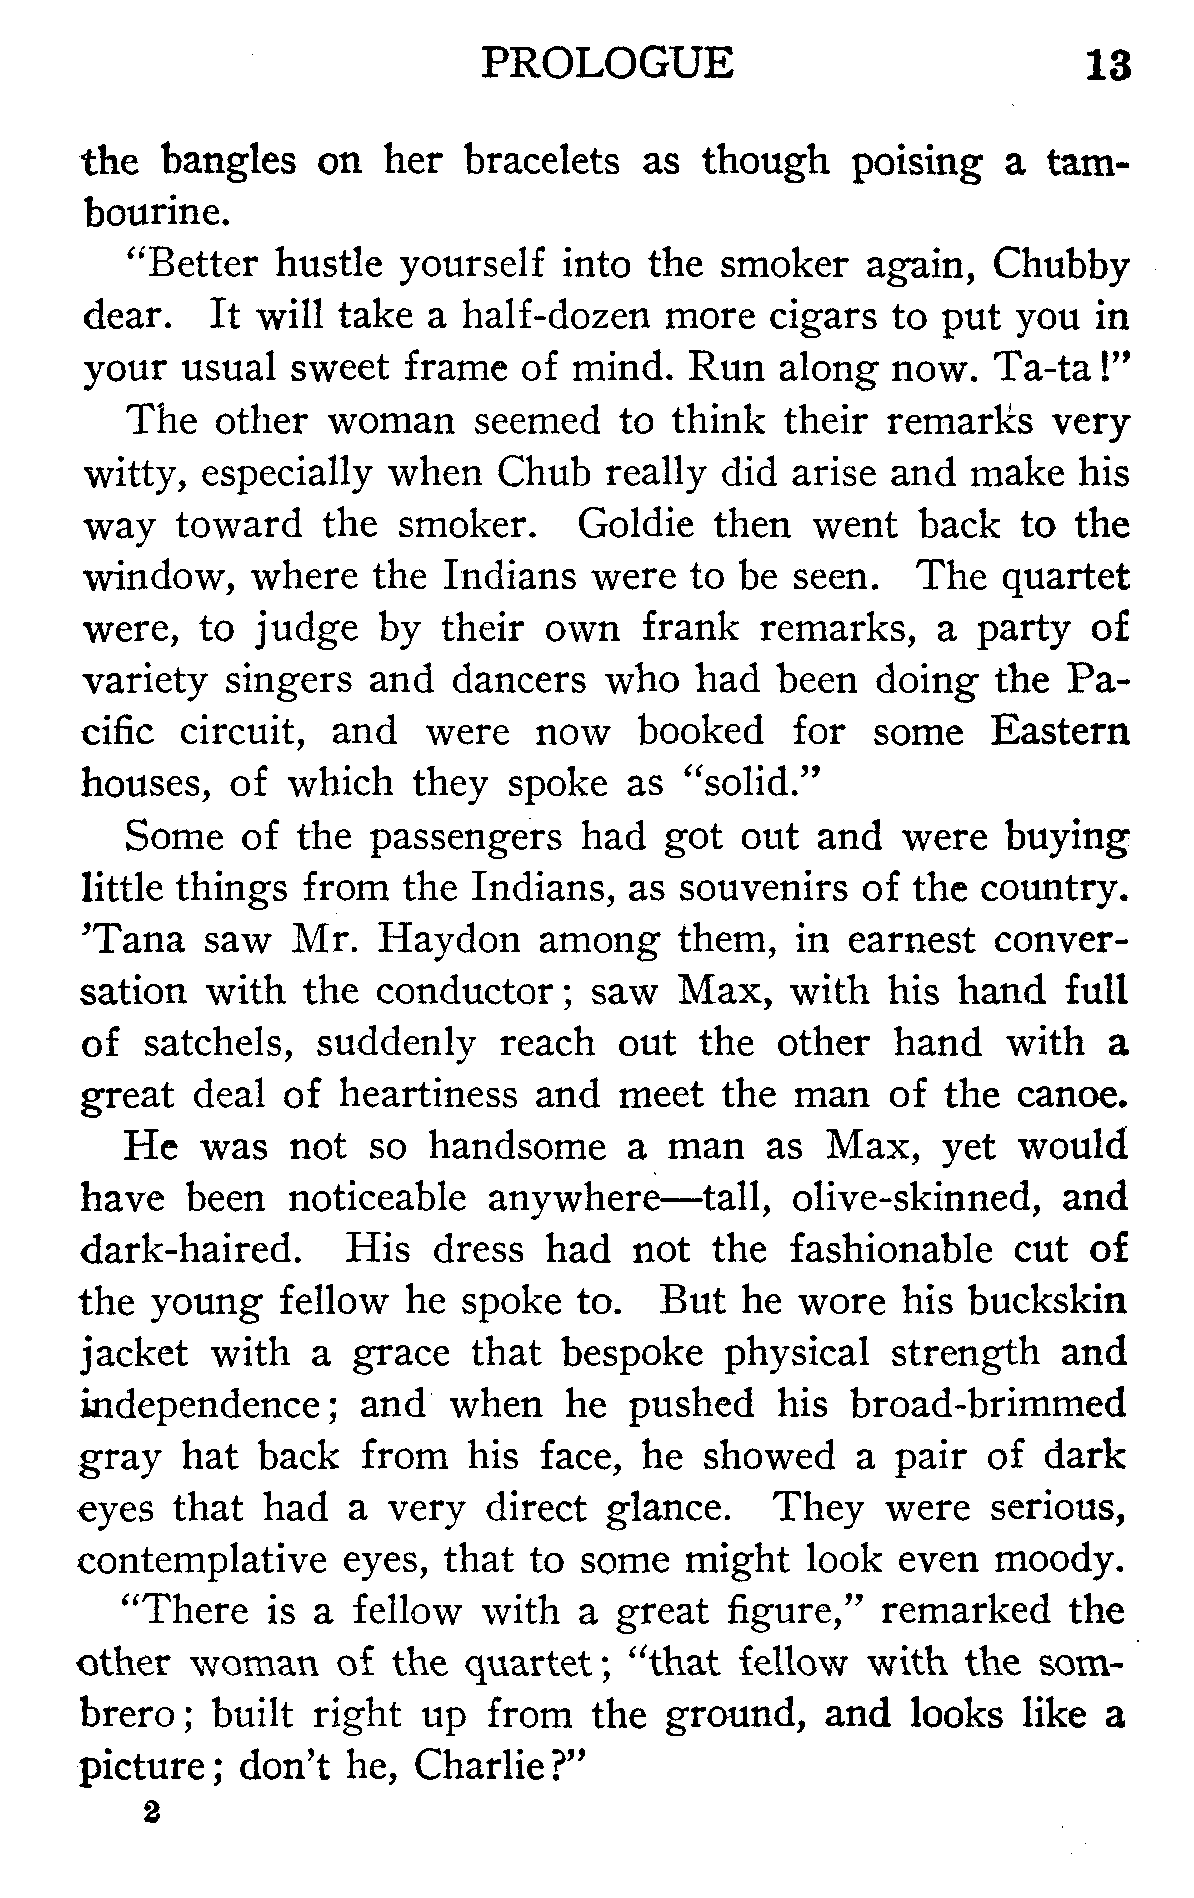 PROLOGUE 13
the bangles on her bracelets as though poising a tam-
bourine.
“Better hustle yourself into the smoker again, Chubby
dear. It will take a half-dozen more cigars to put you in
your usual sweet frame of mind. Run along now. Ta-ta!”
The other woman seemed to think their remarks very
witty, especially when Chub really did arise and make his
way toward the smoker. Goldie then went back to the
window, where the Indians were to be seen. The quartet
were, to judge by their own frank remarks, a party of
variety singers and dancers who had been doing the Pa-
cific circuit, and were now booked for some Eastern
houses, of which they spoke as “solid.”
Some of the passengers had got out and were buying
little things from the Indians, as souvenirs of the country.
’Tana saw Mr. Haydon among them, in earnest conver-
sation with the conductor; saw Max, with his hand full
of satchels, suddenly reach out the other hand with a
great deal of heartiness and meet the man of the canoe.
He was not so handsome a man as Max, yet would
have been noticeable anywhere—tall, olive-skinned, and
dark-haired. His dress had not the fashionable cut of
the young fellow he spoke to. But he wore his buckskin
jacket with a grace that bespoke physical strength and
independence; and when he pushed his broad-brimmed
gray hat back from his face, he showed a pair of dark
eyes that had a very direct glance. They were serious,
contemplative eyes, that to some might look even moody.
“There is a fellow with a great figure,” remarked the
other woman of the quartet; “that fellow with the som-
brero; built right up from the ground, and looks like a
picture; don’t he, Charlie?”
2